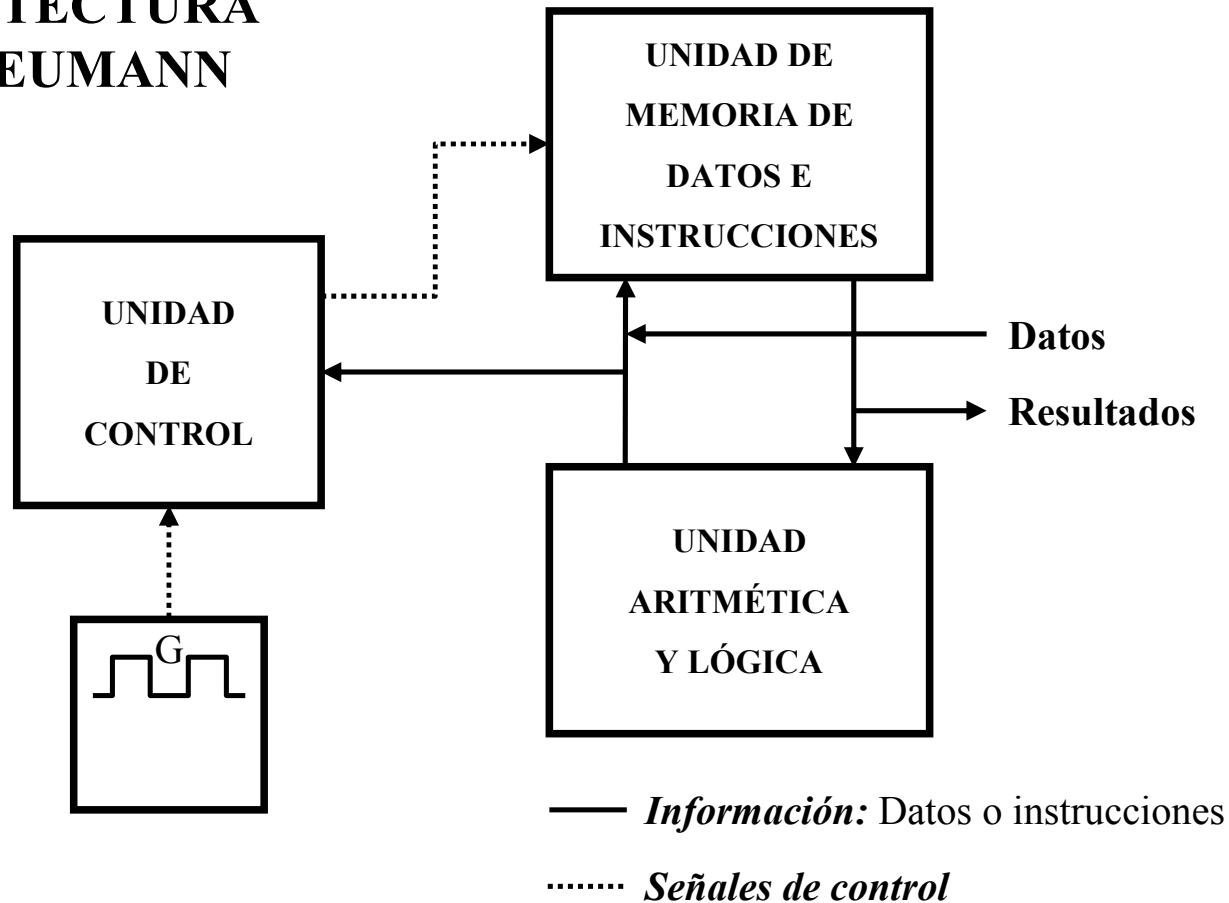 TECTURA
EUMANN
UNIDAD DE
MEMORIA DE
DATOS E
INSTRUCCIONES
UNIDAD
DE
CONTROL
Datos
Resultados
UNIDAD
ARITMÉTICA
Y LÓGICA
G
Información: Datos o instrucciones
Señales de control